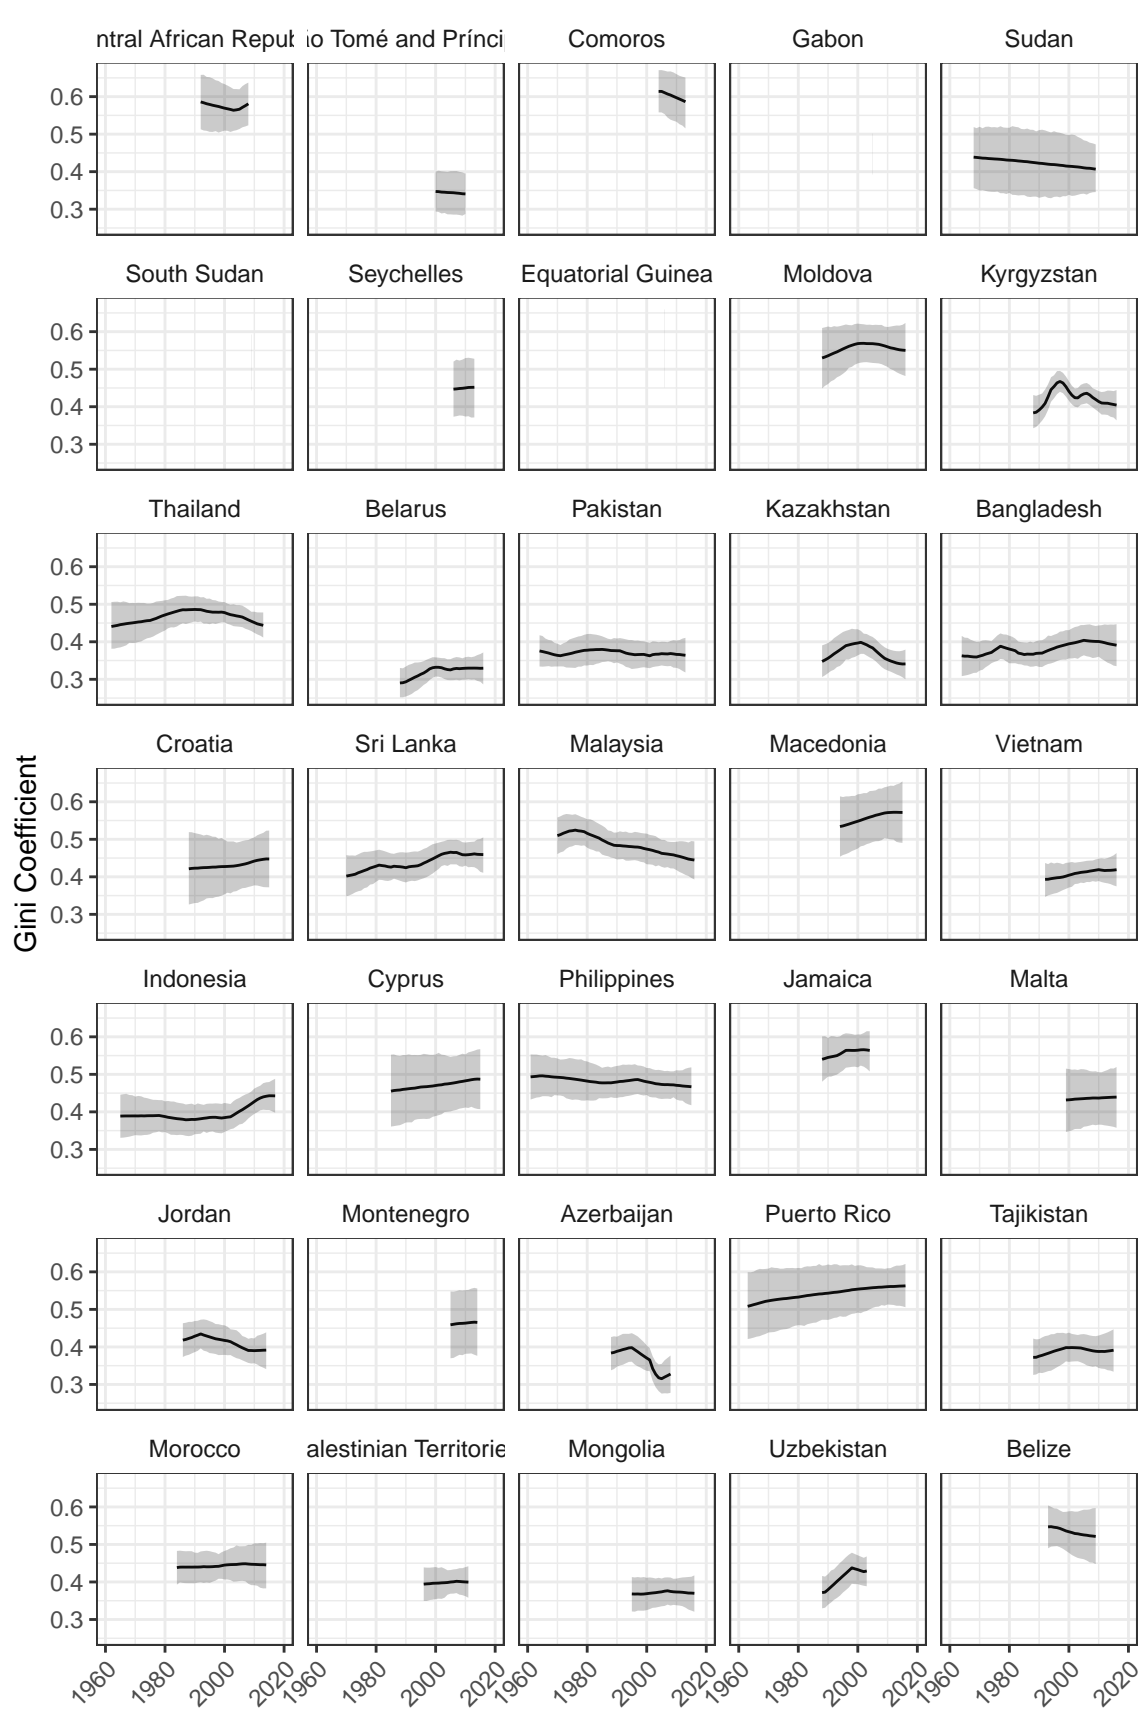 ntral African Repub
ão Tomé and Prínci
Comoros
Gabon
Sudan
0.6
0.5
0.4
0.3
South Sudan
Seychelles
Equatorial Guinea
Moldova
Kyrgyzstan
0.6
0.5
0.4
0.3
Thailand
Belarus
Pakistan
Kazakhstan
Bangladesh
0.6
0.5
0.4
0.3
Croatia
Sri Lanka
Malaysia
Macedonia
Vietnam
0.6
0.5
0.4
0.3
Gini Coefficient
Indonesia
Cyprus
Philippines
Jamaica
Malta
0.6
0.5
0.4
0.3
Jordan
Montenegro
Azerbaijan
Puerto Rico
Tajikistan
0.6
0.5
0.4
0.3
Morocco
alestinian Territorie
Mongolia
Uzbekistan
Belize
0.6
0.5
0.4
0.3
1960
1980
2000
2020
1960
1980
2000
2020
1960
1980
2000
2020
1960
1980
2000
2020
1960
1980
2000
2020